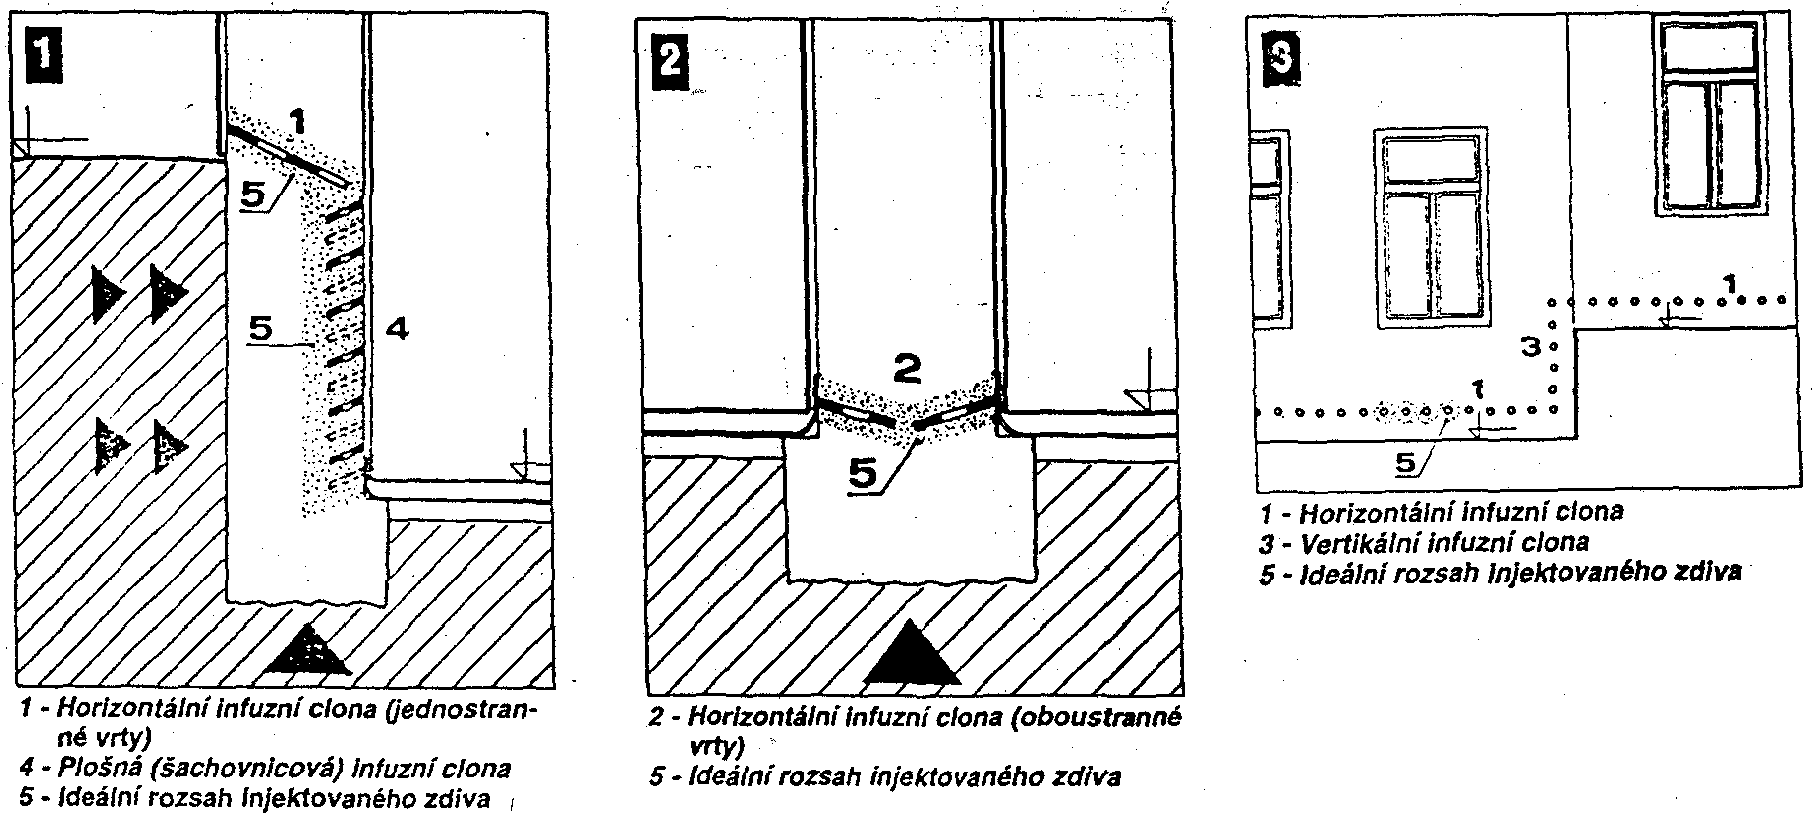 1
1
5
5
4
1 - Horizontální infuzní clona (jednostran-
né vrty)
4 - Plošná (šachovnicová) infuzní clona
5 - Ideální rozsah injektovaného zdiva
2
2
5
2 - Horizontální infuzní clona (oboustranné
vrty)
5 - Ideální rozsah injektovaného zdiva
3
1
3
1
5
1 - Horizontální infuzní clona
3 - Vertikální infuzní clona
5 - Ideální rozsah injektovaného zdiva